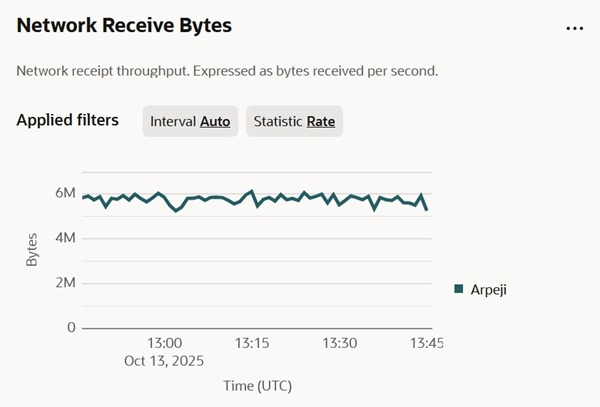 Network Receive Bytes
...
Network receipt throughput. Expressed as bytes received per second.
Applied filters
Interval Auto
Statistic Rate
6M
4M
2M
0
Bytes
Arpeji
13:00
13:15
13:30
13:45
Oct 13, 2025
Time (UTC)